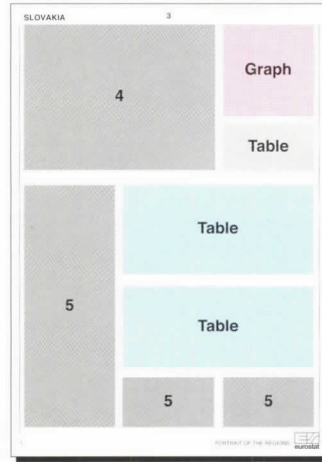 SLOVAKIA 3
4
Graph
Table
Table
5
Table
5 5
PORTRAIT OF THE REGIONS eurostat